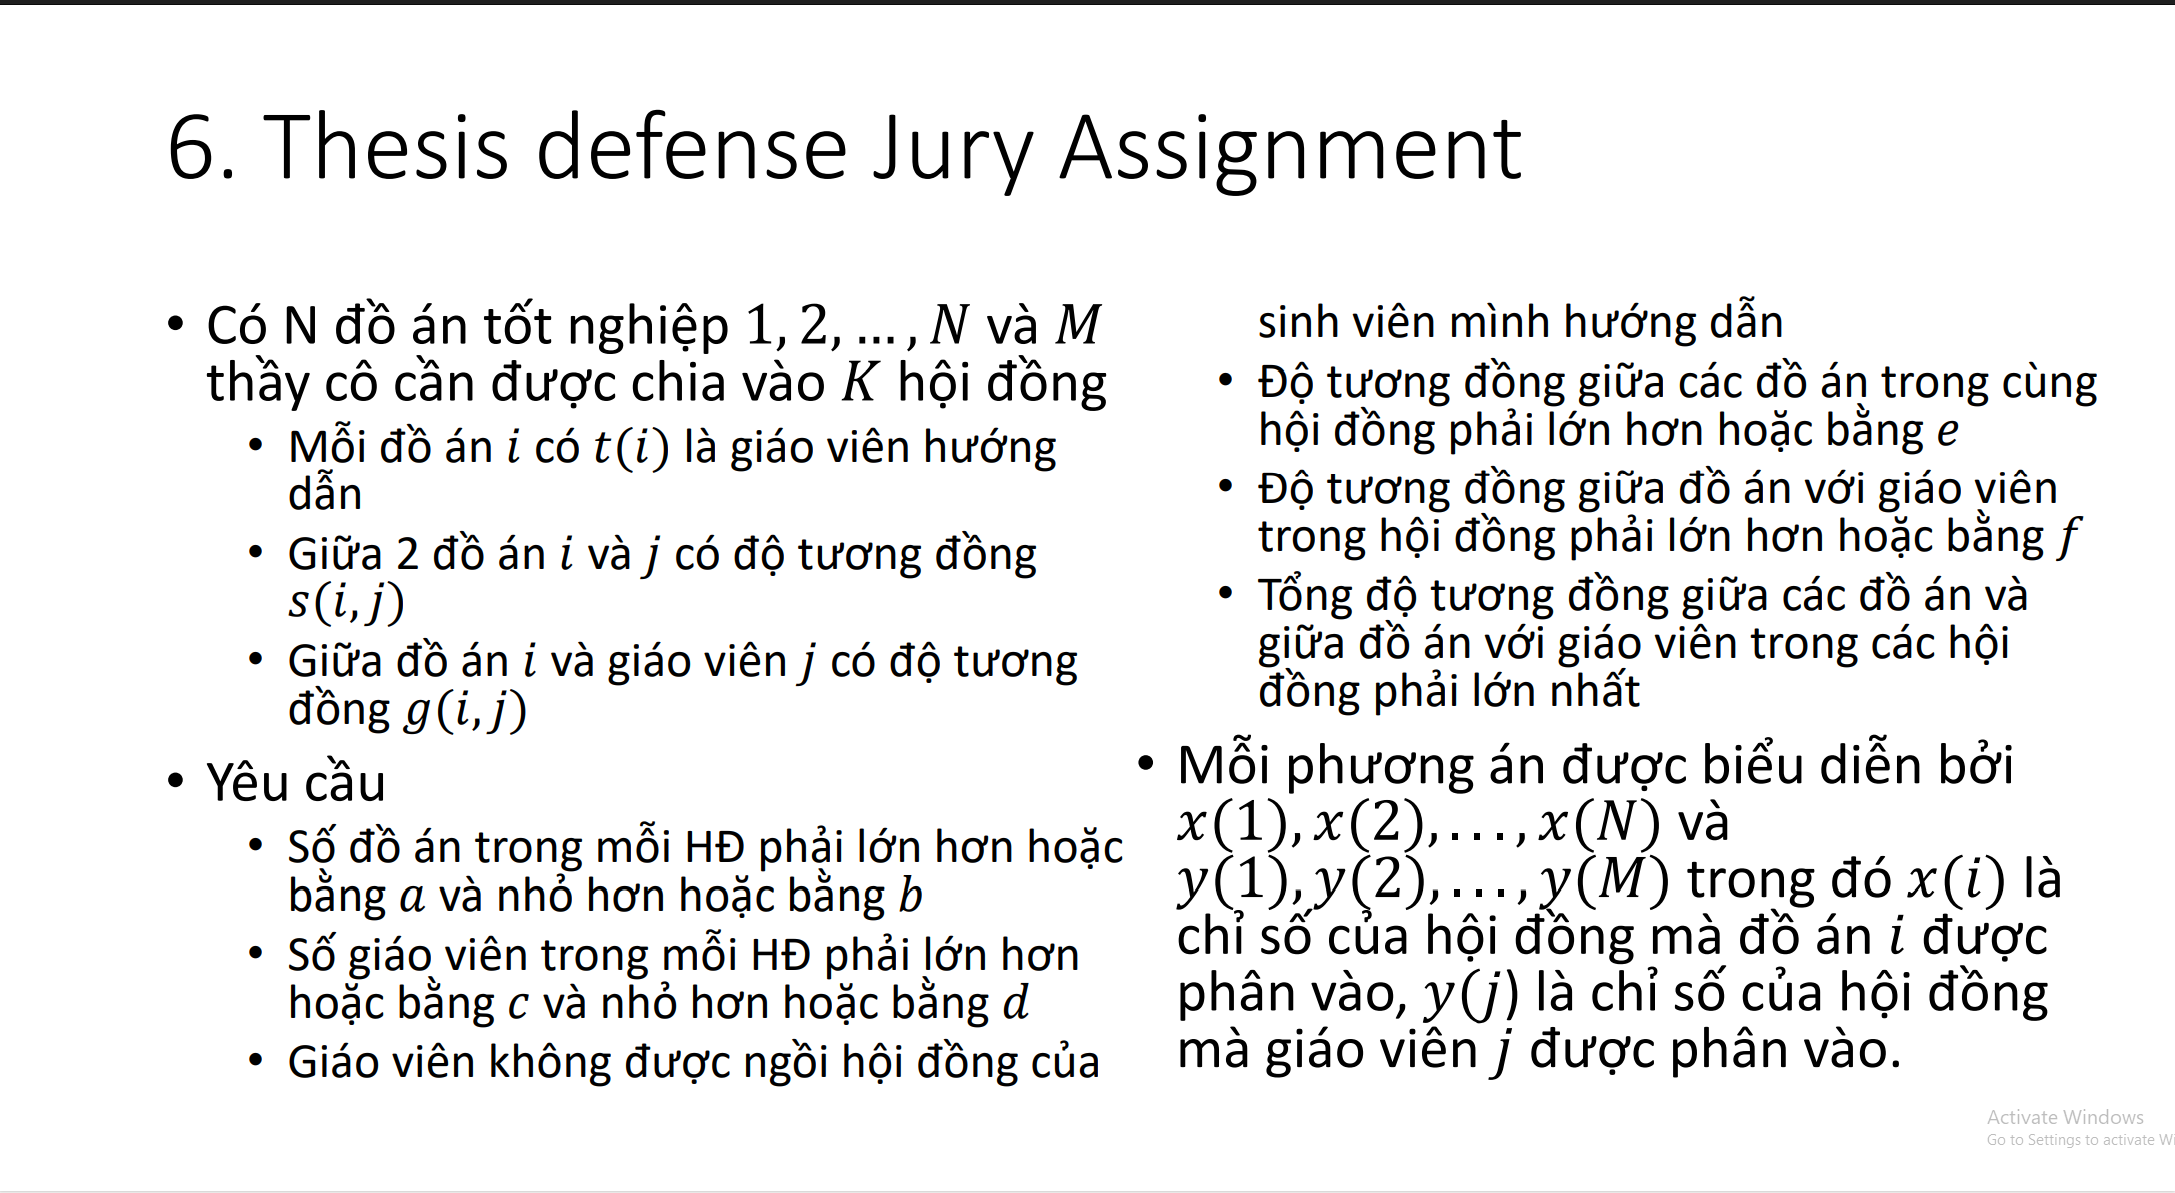 6. Thesis defense Jury Assignment
• Có N đồ án tốt nghiệp 1, 2, … , N và M
thầy cô cần được chia vào K hội đồng
• Mỗi đồ án i có t(i) là giáo viên hướng
dẫn
• Giữa 2 đồ án i và j có độ tương đồng
s(i, j)
• Giữa đồ án i và giáo viên j có độ tương
đồng g(i, j)
• Yêu cầu
• Số đồ án trong mỗi HĐ phải lớn hơn hoặc
bằng a và nhỏ hơn hoặc bằng b
• Số giáo viên trong mỗi HĐ phải lớn hơn
hoặc bằng c và nhỏ hơn hoặc bằng d
• Giáo viên không được ngồi hội đồng của
sinh viên mình hướng dẫn
• Độ tương đồng giữa các đồ án trong cùng
hội đồng phải lớn hơn hoặc bằng e
• Độ tương đồng giữa đồ án với giáo viên
trong hội đồng phải lớn hơn hoặc bằng f
• Tổng độ tương đồng giữa các đồ án và
giữa đồ án với giáo viên trong các hội
đồng phải lớn nhất
• Mỗi phương án được biểu diễn bởi
x(1), x(2), . . . , x(N) và
y(1), y(2), . . . , y(M) trong đó x(i) là
chỉ số của hội đồng mà đồ án i được
phân vào, y(j) là chỉ số của hội đồng
mà giáo viên j được phân vào.
Activate Windows
Go to Settings to activate Wi